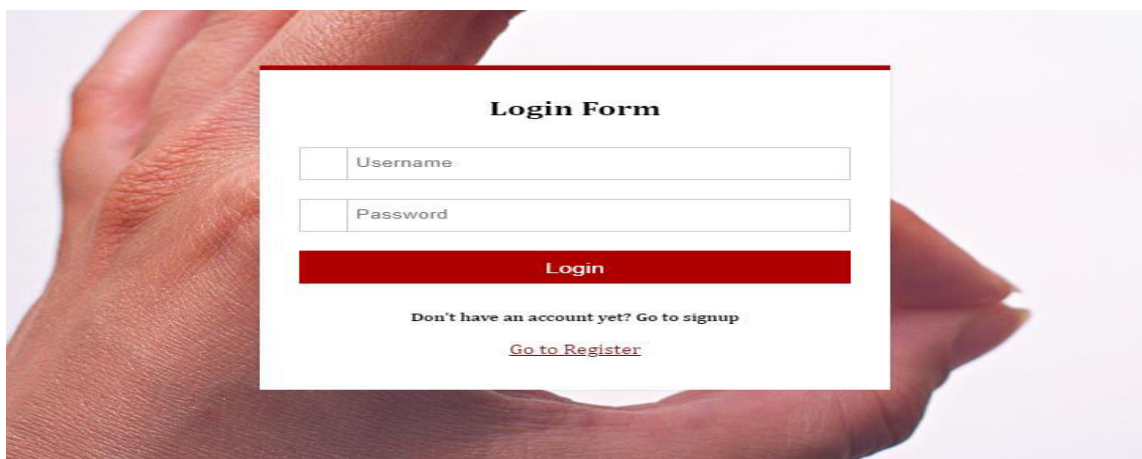 Login Form
Username
Password
Login
Don't have an account yet? Go to signup
Go to Register